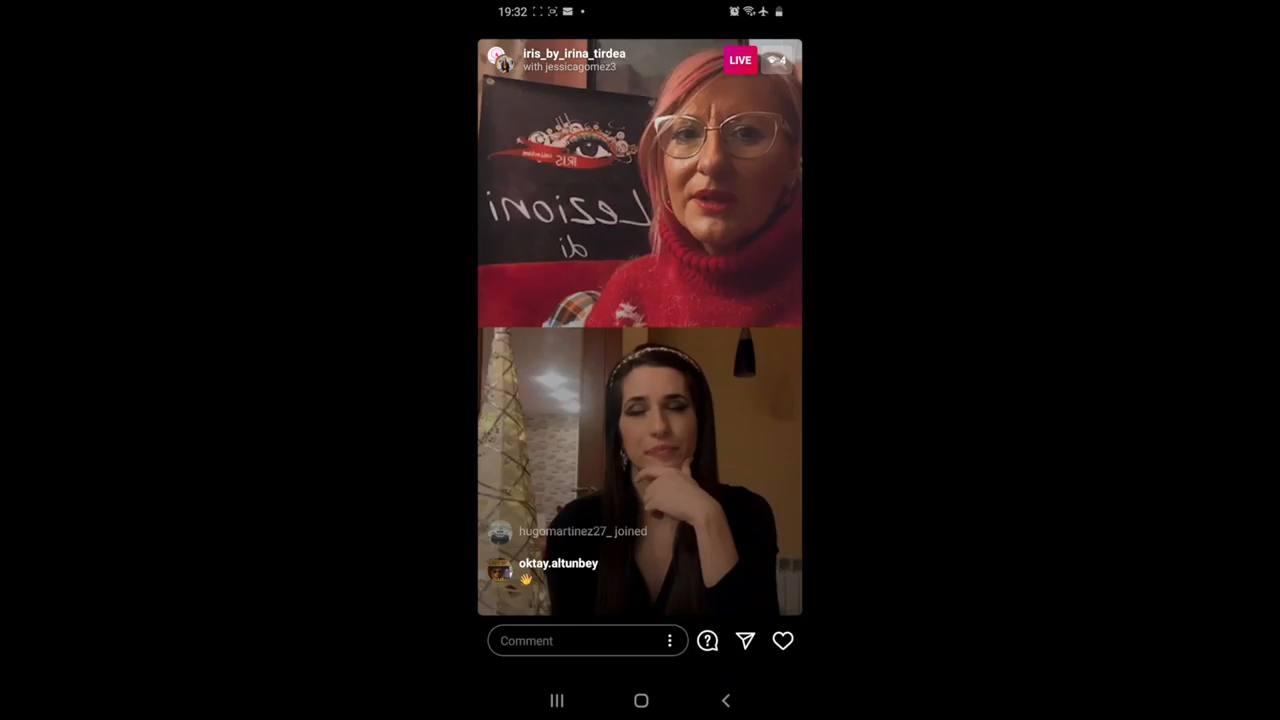 19:32
iris_by_irina_tirdea
with jessicagomez3
LIVE
4
IRIS
Lezioni
di
hugomartinez27_ joined
oktay.altunbey
👋
Comment